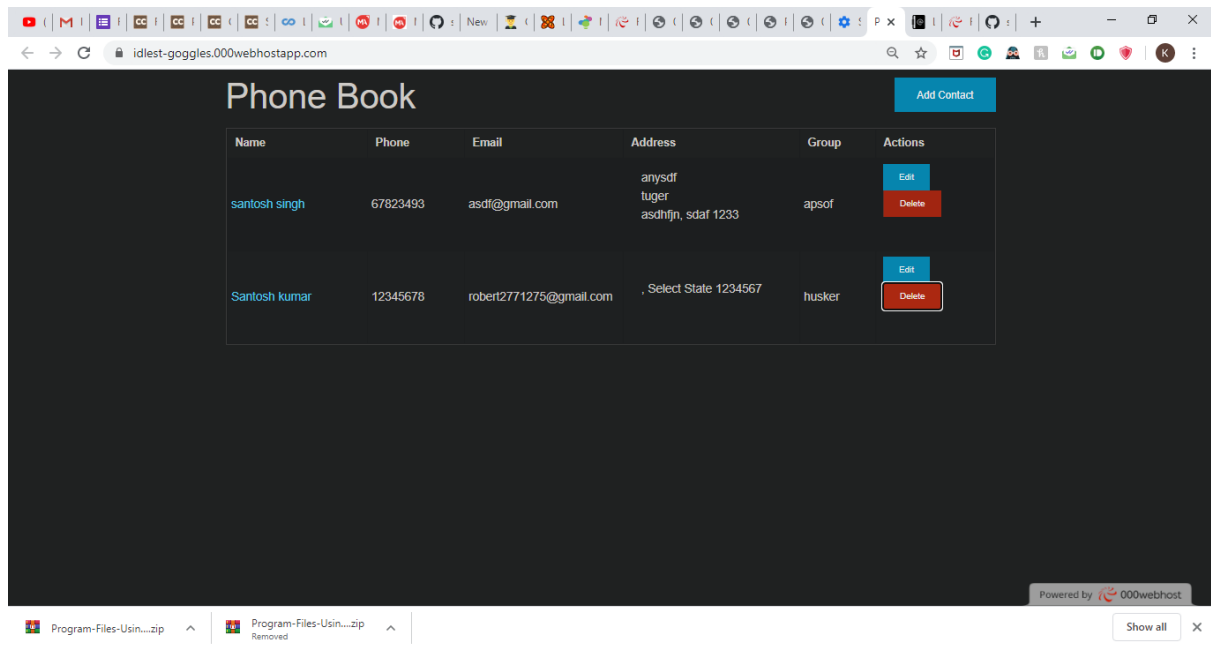 New
idlest-goggles.000webhostapp.com
K
Phone Book
Add Contact
Name Phone Email Address Group Actions
santosh singh 67823493 asdf@gmail.com
anysdf
tuger
asdhfjn, sdaf 1233
apsof
Edit
Delete
Santosh kumar 12345678 robert2771275@gmail.com
, Select State 1234567
husker
Edit
Delete
Powered by 000webhost
Program-Files-Usin....zip
Program-Files-Usin....zip
Removed
Show all